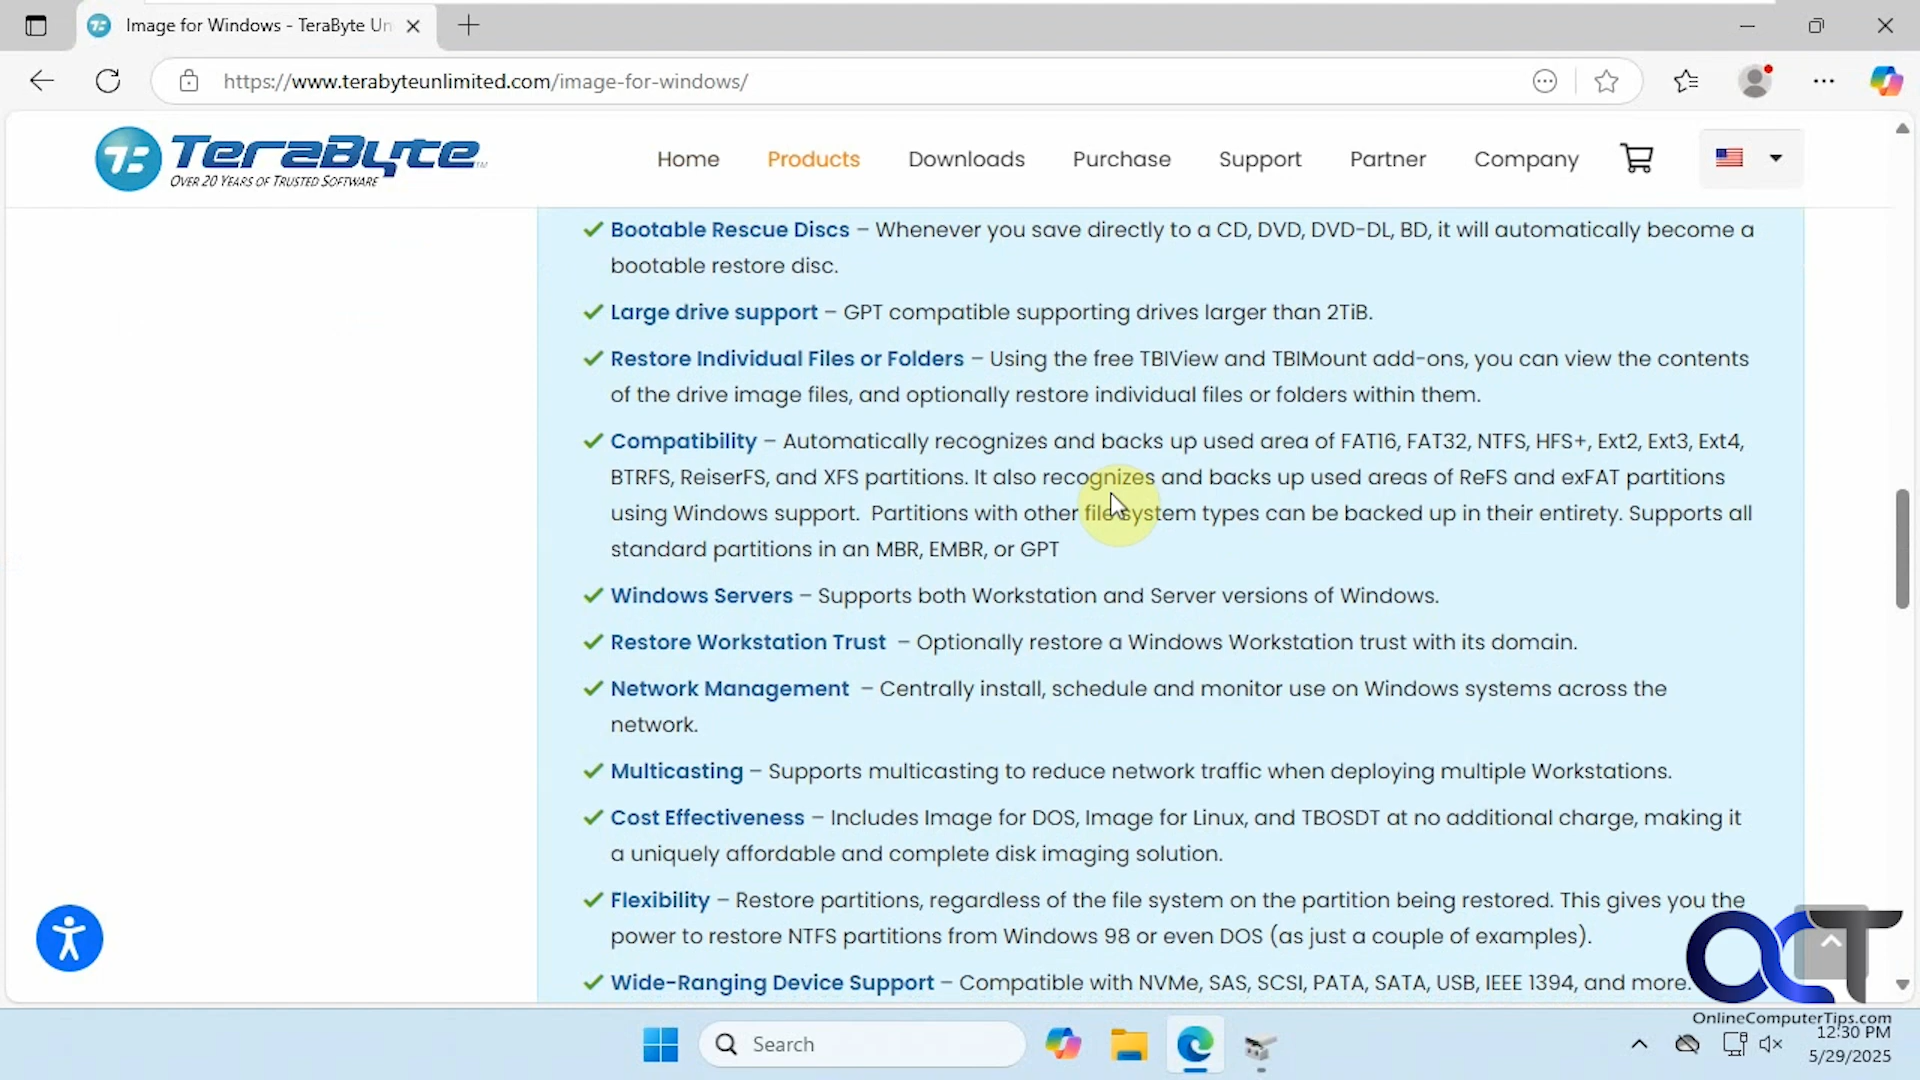 Image for Windows - TeraByte Un
https://www.terabyteunlimited.com/image-for-windows/
TeraByte™
OVER 20 YEARS OF TRUSTED SOFTWARE
Home Products Downloads Purchase Support Partner Company
Bootable Rescue Discs – Whenever you save directly to a CD, DVD, DVD-DL, BD, it will automatically become a
bootable restore disc.
Large drive support – GPT compatible supporting drives larger than 2TiB.
Restore Individual Files or Folders – Using the free TBIView and TBIMount add-ons, you can view the contents
of the drive image files, and optionally restore individual files or folders within them.
Compatibility – Automatically recognizes and backs up used area of FAT16, FAT32, NTFS, HFS+, Ext2, Ext3, Ext4,
BTRFS, ReiserFS, and XFS partitions. It also recognizes and backs up used areas of ReFS and exFAT partitions
using Windows support. Partitions with other file system types can be backed up in their entirety. Supports all
standard partitions in an MBR, EMBR, or GPT
Windows Servers – Supports both Workstation and Server versions of Windows.
Restore Workstation Trust – Optionally restore a Windows Workstation trust with its domain.
Network Management – Centrally install, schedule and monitor use on Windows systems across the
network.
Multicasting – Supports multicasting to reduce network traffic when deploying multiple Workstations.
Cost Effectiveness – Includes Image for DOS, Image for Linux, and TBOSDT at no additional charge, making it
a uniquely affordable and complete disk imaging solution.
Flexibility – Restore partitions, regardless of the file system on the partition being restored. This gives you the
power to restore NTFS partitions from Windows 98 or even DOS (as just a couple of examples).
Wide-Ranging Device Support – Compatible with NVMe, SAS, SCSI, PATA, SATA, USB, IEEE 1394, and more.
OCT
OnlineComputerTips.com
Search
12:30 PM
5/29/2025